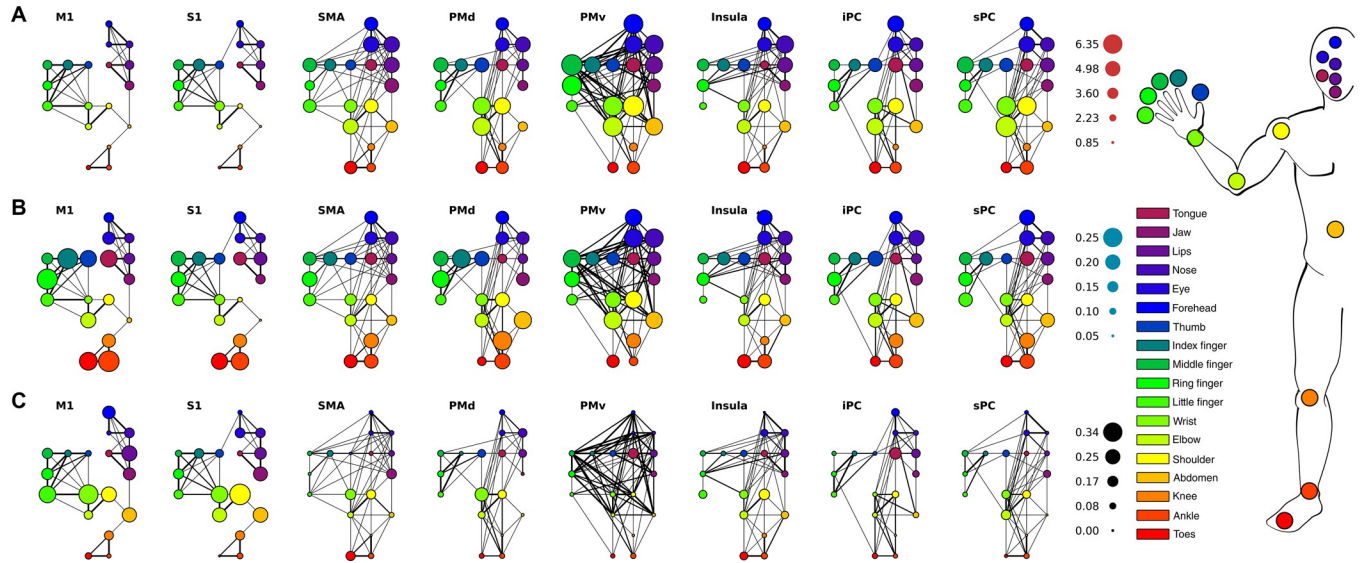 A
M1 S1 SMA PMd PMv Insula iPC sPC
6.35
4.98
3.60
2.23
0.85
B
M1 S1 SMA PMd PMv Insula iPC sPC
0.25
0.20
0.15
0.10
0.05
C
M1 S1 SMA PMd PMv Insula iPC sPC
0.34
0.25
0.17
0.08
0.00
Tongue
Jaw
Lips
Nose
Eye
Forehead
Thumb
Index finger
Middle finger
Ring finger
Little finger
Wrist
Elbow
Shoulder
Abdomen
Knee
Ankle
Toes